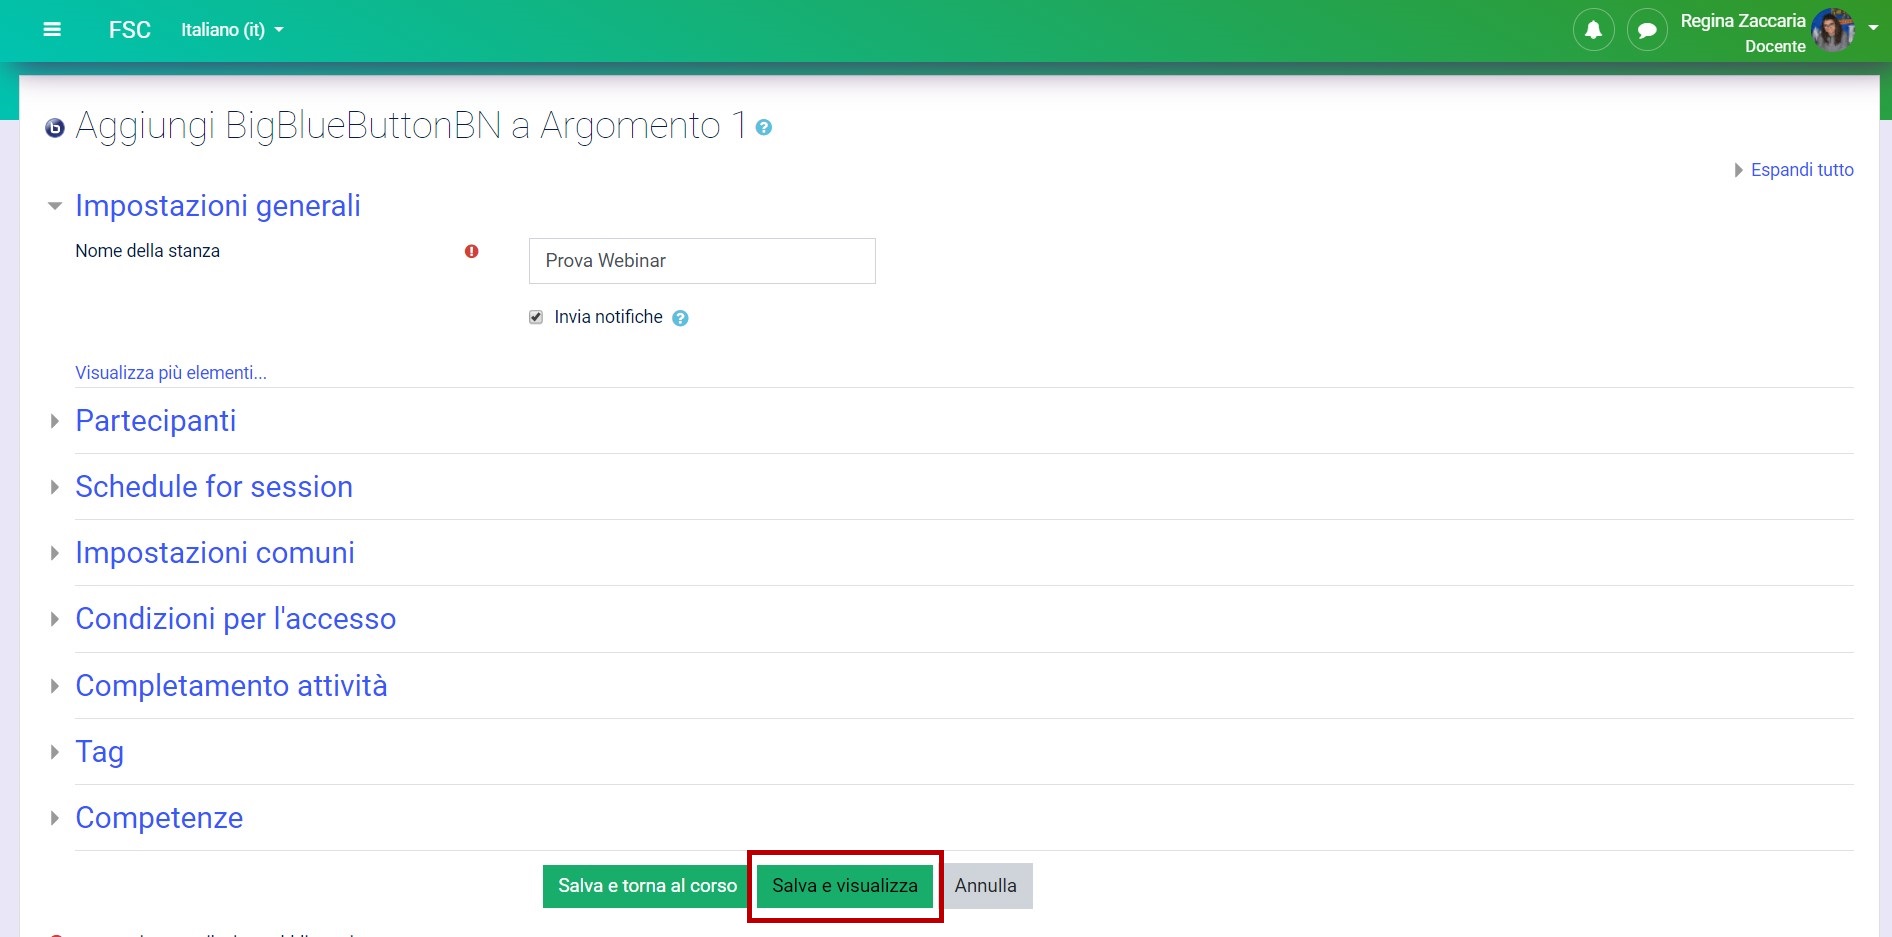 FSC Italiano (it)
Regina Zaccaria
Docente
Aggiungi BigBlueButtonBN a Argomento 1
Espandi tutto
Impostazioni generali
Nome della stanza
Prova Webinar
Invia notifiche
Visualizza più elementi...
Partecipanti
Schedule for session
Impostazioni comuni
Condizioni per l'accesso
Completamento attività
Tag
Competenze
Salva e torna al corso Salva e visualizza Annulla